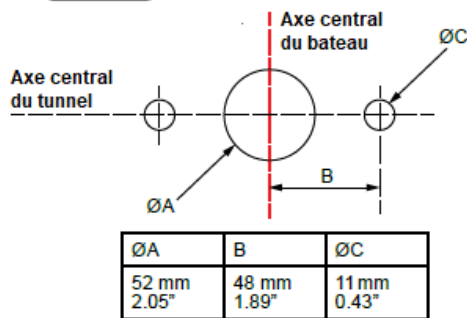 Axe central
du bateau
ØC
Axe central
du tunnel
B
ØA
ØA B ØC
52 mm 48 mm 11 mm
2.05" 1.89" 0.43"